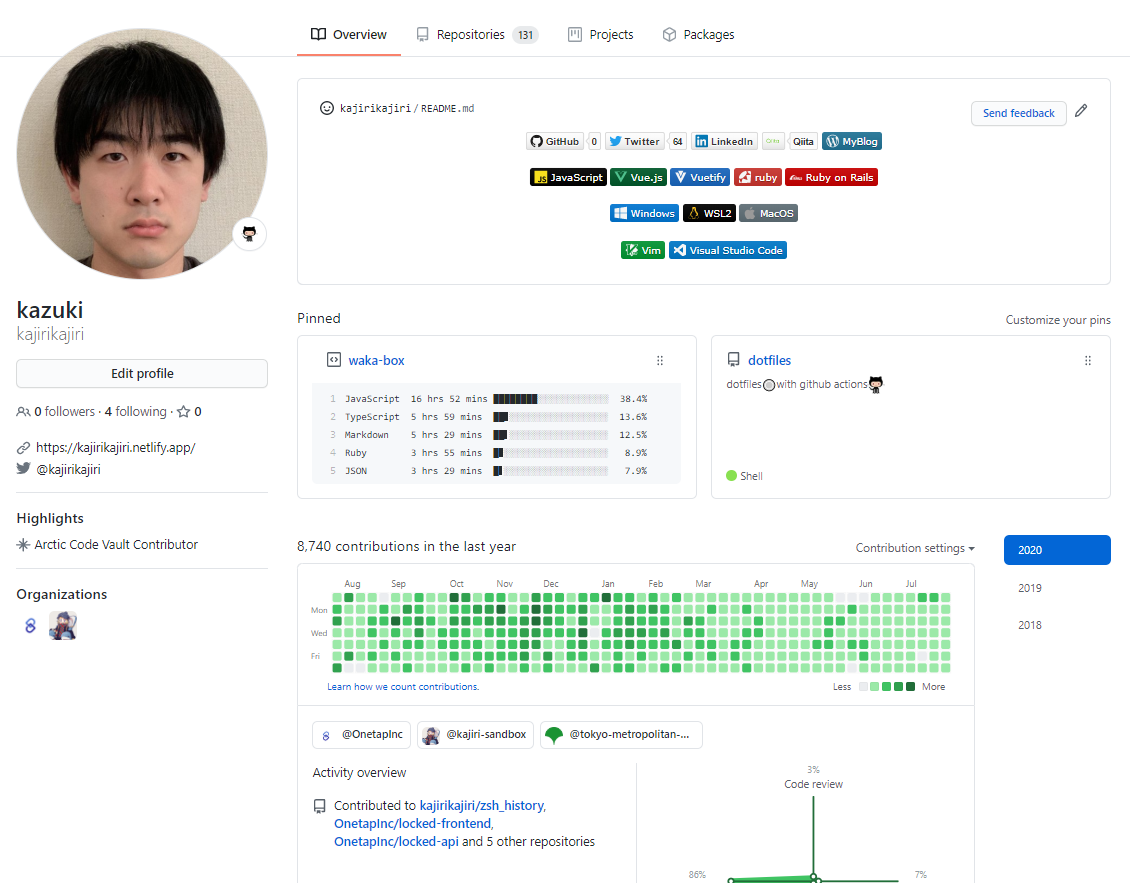 Overview Repositories 131 Projects Packages
kajirikajiri/README.md
Send feedback
GitHub 0 Twitter 64 LinkedIn Qiita MyBlog
JS JavaScript Vue.js Vuetify ruby Ruby on Rails
Windows WSL2 MacOS
Vim Visual Studio Code
kazuki
kajirikajiri
Edit profile
0 followers · 4 following · 0
https://kajirikajiri.netlify.app/
@kajirikajiri
Highlights
Arctic Code Vault Contributor
Organizations
Pinned
Customize your pins
waka-box
1 JavaScript 16 hrs 52 mins 38.4%
2 TypeScript 5 hrs 59 mins 13.6%
3 Markdown 5 hrs 29 mins 12.5%
4 Ruby 3 hrs 55 mins 8.9%
5 JSON 3 hrs 29 mins 7.9%
dotfiles
dotfiles with github actions
Shell
8,740 contributions in the last year
Contribution settings
2020
2019
2018
Aug Sep Oct Nov Dec Jan Feb Mar Apr May Jun Jul
Mon
Wed
Fri
Learn how we count contributions.
Less More
@OnetapInc @kajiri-sandbox @tokyo-metropolitan-...
Activity overview
Contributed to kajirikajiri/zsh_history,
OnetapInc/locked-frontend,
OnetapInc/locked-api and 5 other repositories
3%
Code review
86% 7%